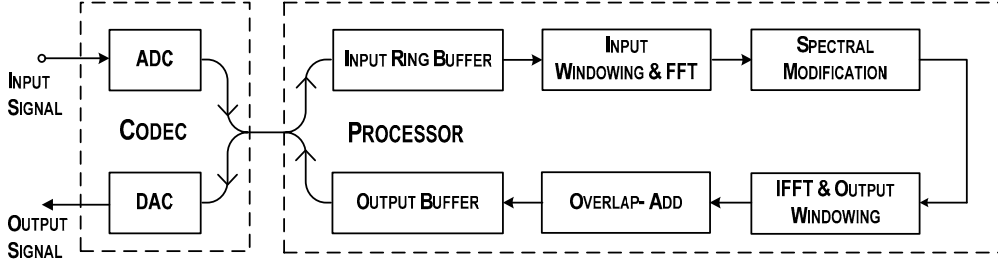 INPUT SIGNAL
ADC
CODEC
DAC
OUTPUT SIGNAL
INPUT RING BUFFER
INPUT
WINDOWING & FFT
SPECTRAL
MODIFICATION
PROCESSOR
OUTPUT BUFFER
OVERLAP- ADD
IFFT & OUTPUT
WINDOWING